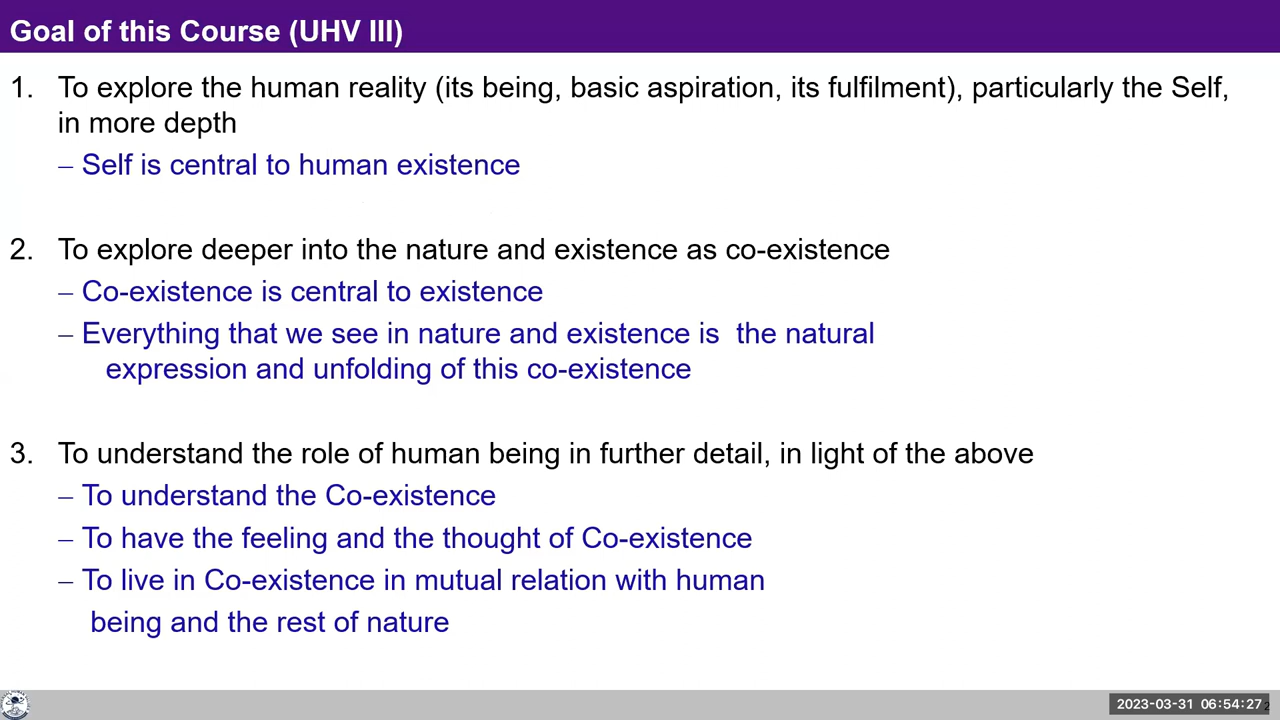 Goal of this Course (UHV III)
1. To explore the human reality (its being, basic aspiration, its fulfilment), particularly the Self,
in more depth
– Self is central to human existence
2. To explore deeper into the nature and existence as co-existence
– Co-existence is central to existence
– Everything that we see in nature and existence is the natural
expression and unfolding of this co-existence
3. To understand the role of human being in further detail, in light of the above
– To understand the Co-existence
– To have the feeling and the thought of Co-existence
– To live in Co-existence in mutual relation with human
being and the rest of nature
2023-03-31 06:54:27
2